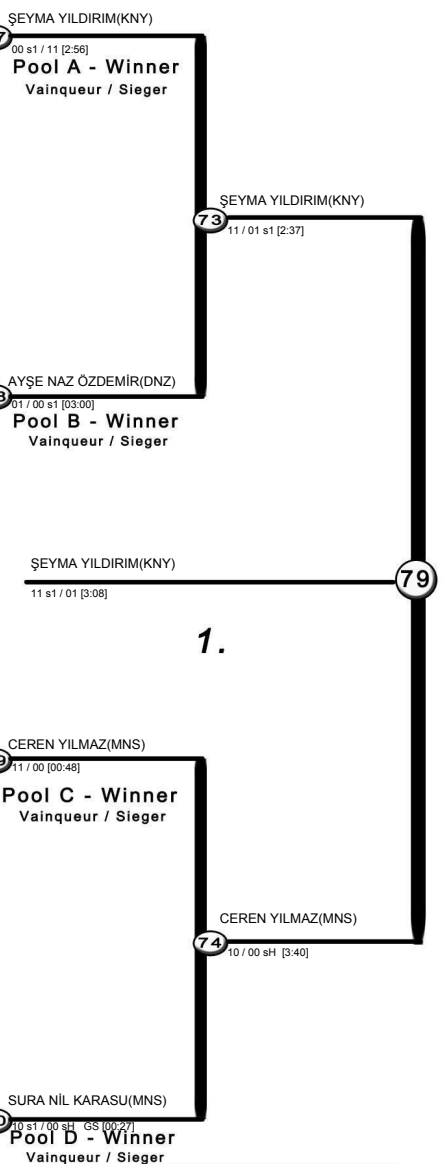 ŞEYMA YILDIRIM(KNY)
7
00 s1 / 11 [2:56]
Pool A - Winner
Vainqueur / Sieger
ŞEYMA YILDIRIM(KNY)
73
11 / 01 s1 [2:37]
AYŞE NAZ ÖZDEMİR(DNZ)
01 / 00 s1 [03:00]
Pool B - Winner
Vainqueur / Sieger
ŞEYMA YILDIRIM(KNY)
79
11 s1 / 01 [3:08]
1.
CEREN YILMAZ(MNS)
11 / 00 [00:48]
Pool C - Winner
Vainqueur / Sieger
CEREN YILMAZ(MNS)
74
10 / 00 sH [3:40]
SURA NİL KARASU(MNS)
10 s1 / 00 sH GS [00:27]
Pool D - Winner
Vainqueur / Sieger